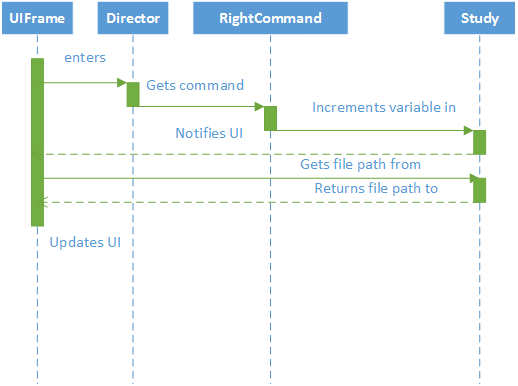 UIFrame
Director
RightCommand
Study
enters
Gets command
Increments variable in
Notifies UI
Gets file path from
Returns file path to
Updates UI